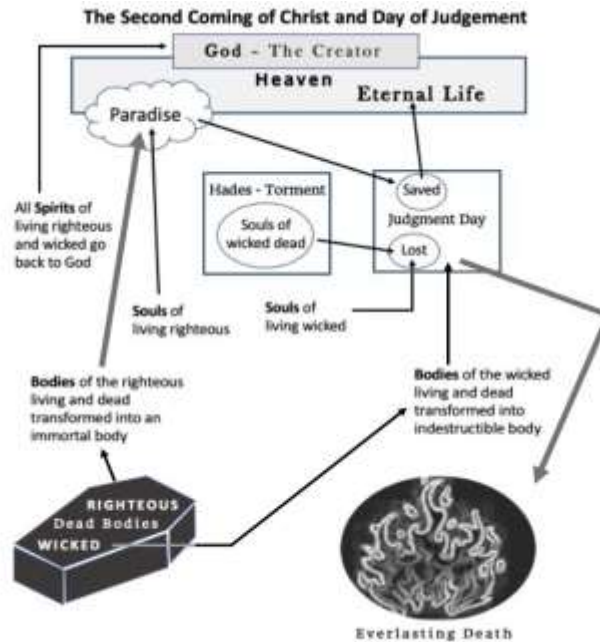 The Second Coming of Christ and Day of Judgement
God - The Creator
Heaven
Eternal Life
Paradise
Hades - Torment
Souls of
wicked dead
Saved
Judgment Day
Lost
All Spirits of
living righteous
and wicked go
back to God
Souls of
living righteous
Souls of
living wicked
Bodies of the righteous
living and dead
transformed into an
immortal body
Bodies of the wicked
living and dead
transformed into
indestructible body
RIGHTEOUS
Dead Bodies
WICKED
Everlasting Death